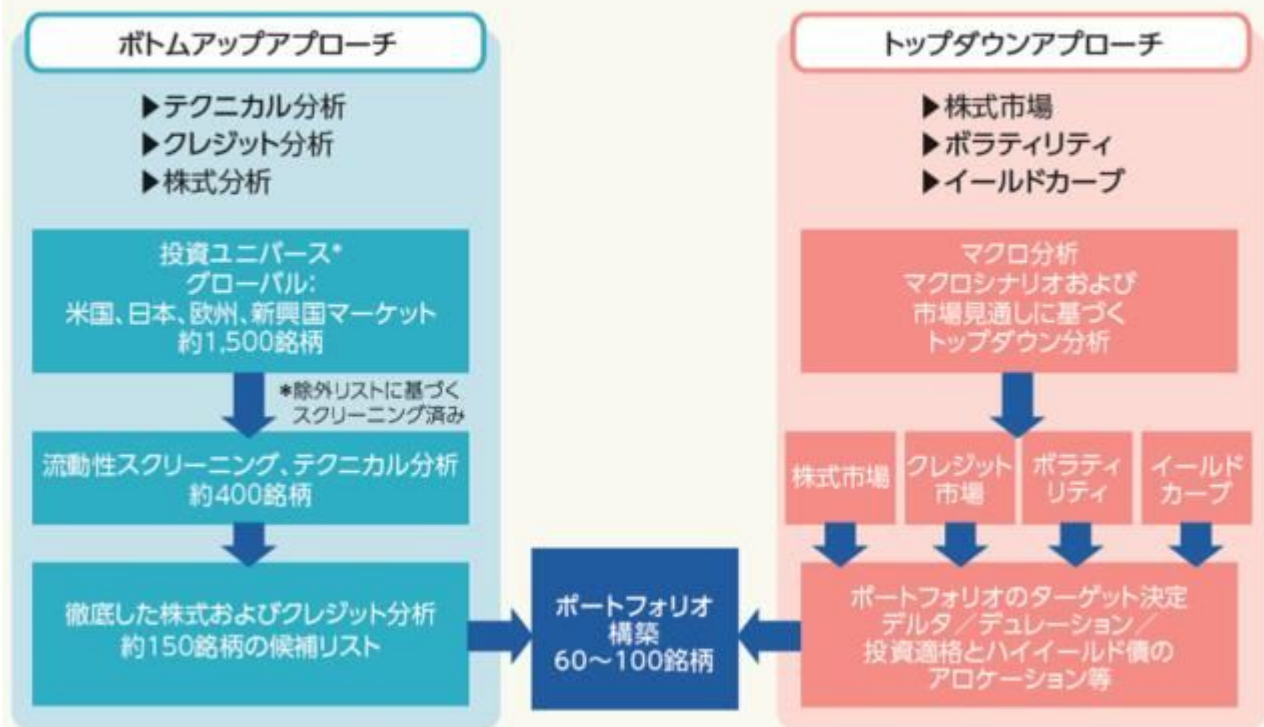 ボトムアップアプローチ
▶テクニカル分析
▶クレジット分析
▶株式分析
投資ユニバース*
グローバル：
米国、日本、欧州、新興国マーケット
約1,500銘柄
*除外リストに基づく
スクリーニング済み
流動性スクリーニング、テクニカル分析
約400銘柄
徹底した株式およびクレジット分析
約150銘柄の候補リスト
ポートフォリオ
構築
60～100銘柄
トップダウンアプローチ
▶株式市場
▶ボラティリティ
▶イールドカーブ
マクロ分析
マクロシナリオおよび
市場見通しに基づく
トップダウン分析
株式市場
クレジット
市場
ボラティ
リティ
イールド
カーブ
ポートフォリオのターゲット決定
デルタ／デュレーション／
投資適格とハイイールド債の
アロケーション等